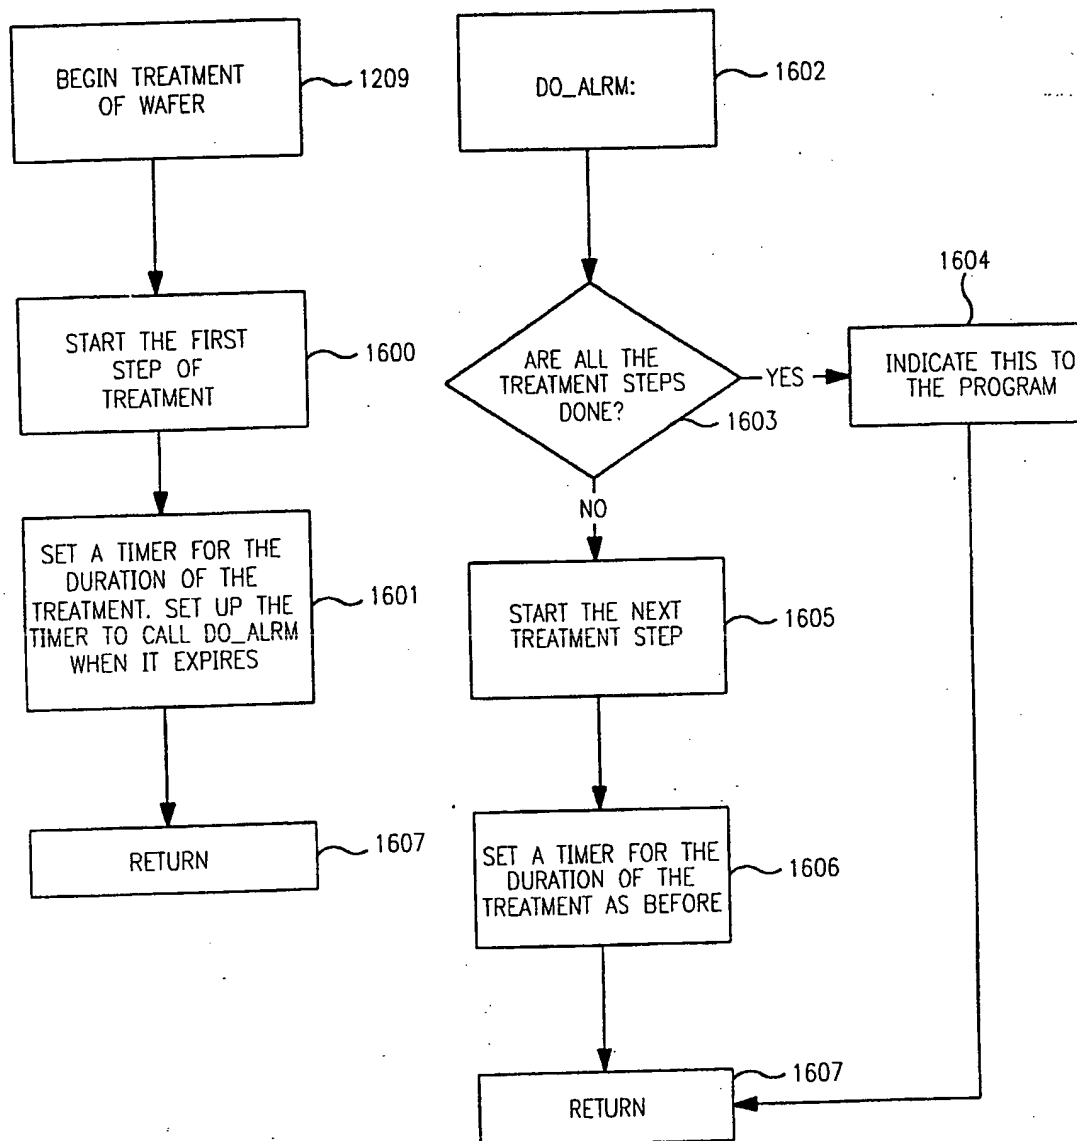 BEGIN TREATMENT
OF WAFER
1209
START THE FIRST
STEP OF
TREATMENT
1600
SET A TIMER FOR THE
DURATION OF THE
TREATMENT. SET UP THE
TIMER TO CALL DO_ALRM
WHEN IT EXPIRES
1601
RETURN
1607
DO_ALRM:
1602
ARE ALL THE
TREATMENT STEPS
DONE?
1603
YES
1604
INDICATE THIS TO
THE PROGRAM
NO
START THE NEXT
TREATMENT STEP
1605
SET A TIMER FOR THE
DURATION OF THE
TREATMENT AS BEFORE
1606
RETURN
1607